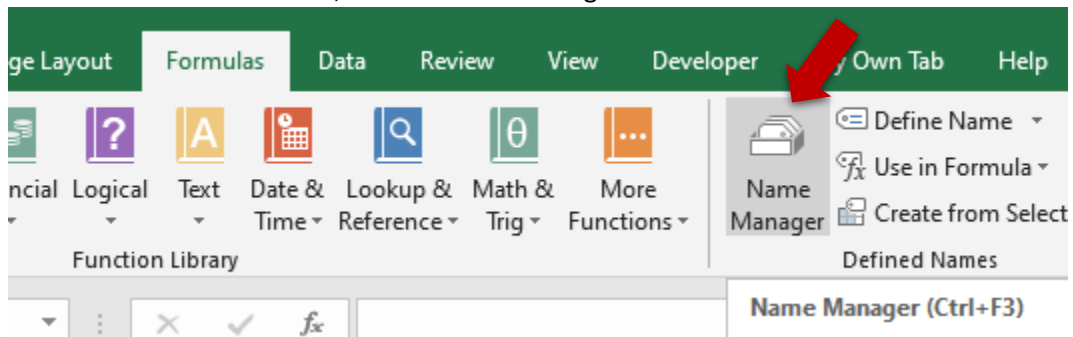 ge Layout Formulas Data Review View Developer y Own Tab Help
ncial Logical Text Date & Lookup & Math & More Name Define Name
Time Reference Trig Functions Manager Use in Formula
Create from Select
Function Library Defined Names
fx Name Manager (Ctrl+F3)